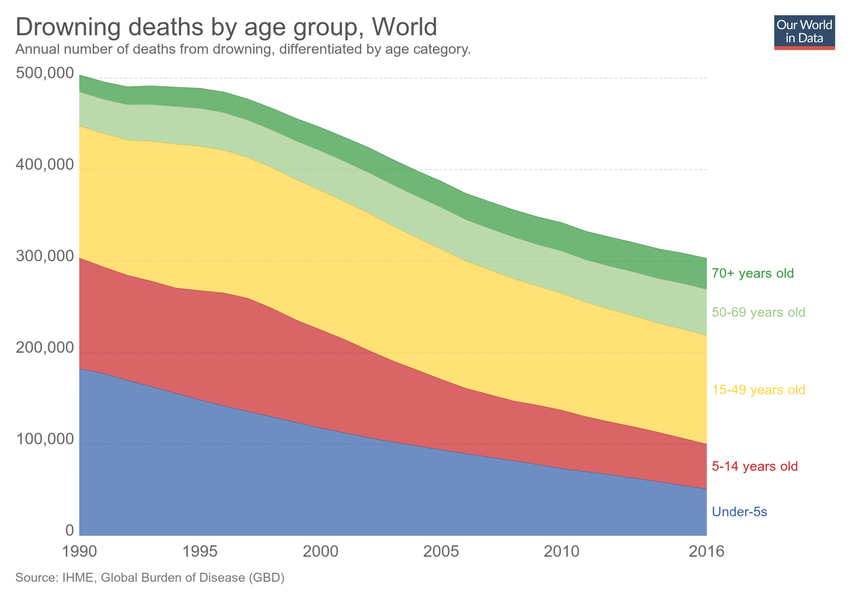 Drowning deaths by age group, World
Annual number of deaths from drowning, differentiated by age category.
Our World
in Data
500,000
400,000
300,000
200,000
100,000
0
70+ years old
50-69 years old
15-49 years old
5-14 years old
Under-5s
1990 1995 2000 2005 2010 2016
Source: IHME, Global Burden of Disease (GBD)